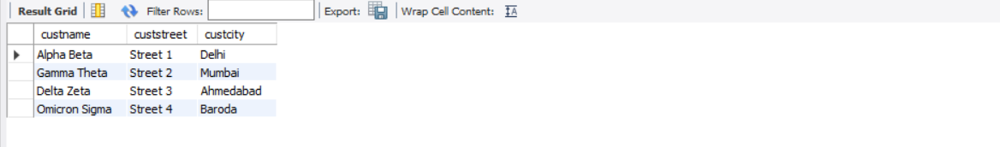 Result Grid Filter Rows: Export: Wrap Cell Content: IA
custname custstreet custcity
Alpha Beta Street 1 Delhi
Gamma Theta Street 2 Mumbai
Delta Zeta Street 3 Ahmedabad
Omicron Sigma Street 4 Baroda